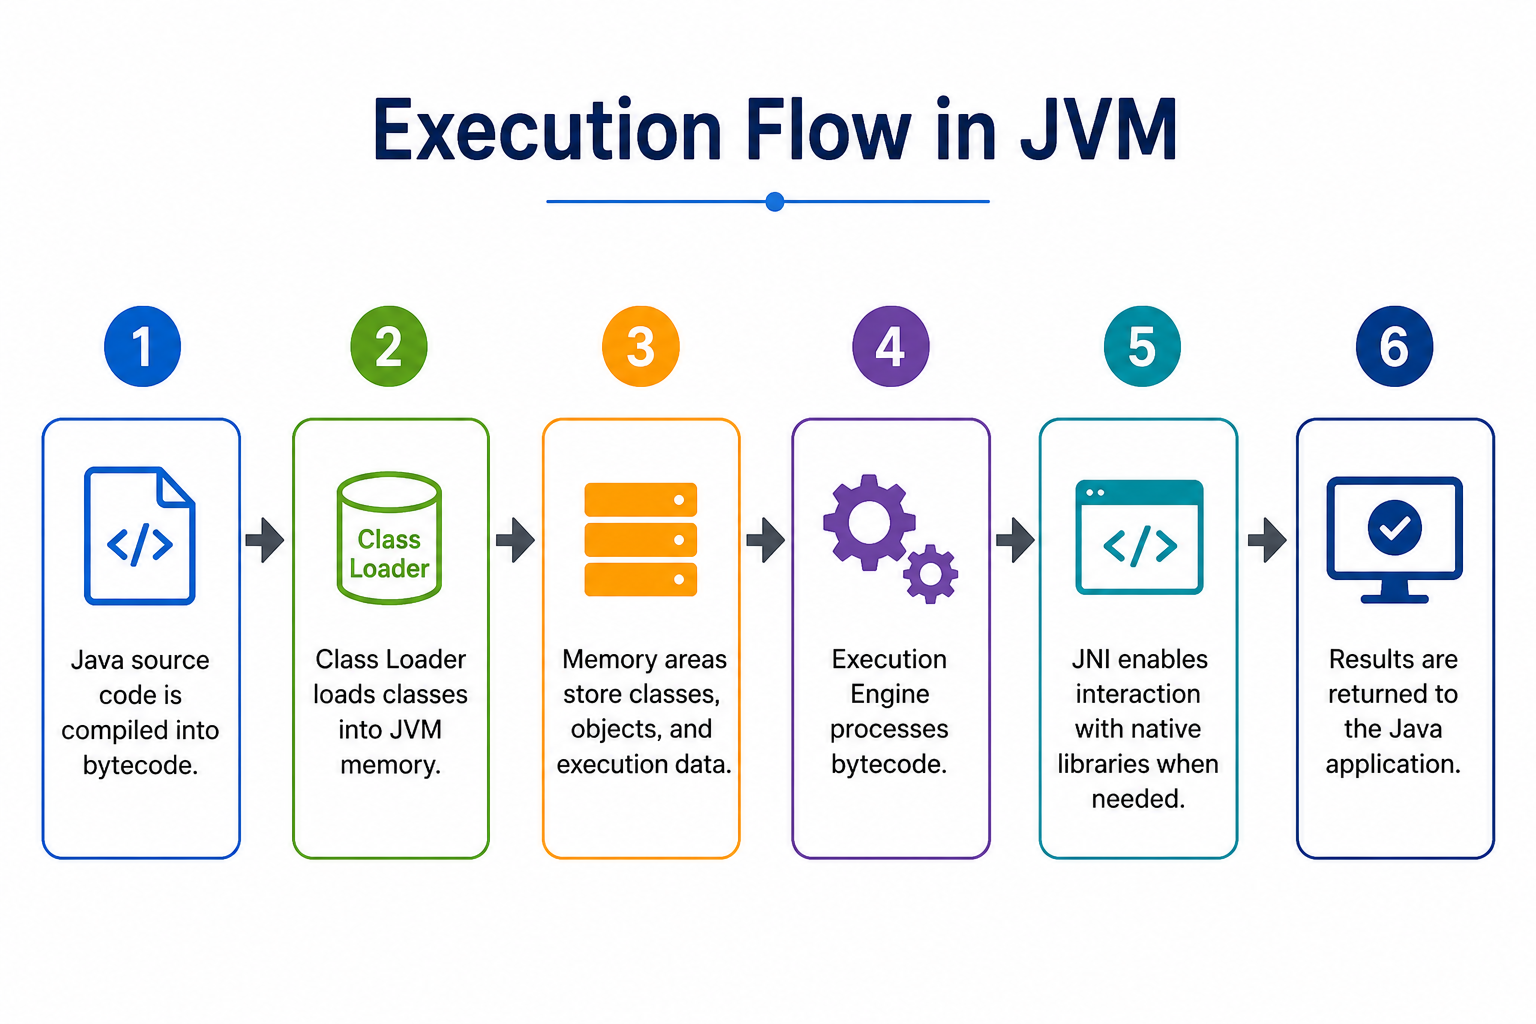 Execution Flow in JVM
1
2
3
4
5
6
</>
Class
Loader
</>
Java source
code is
compiled into
bytecode.
Class Loader
loads classes
into JVM
memory.
Memory areas
store classes,
objects, and
execution data.
Execution
Engine
processes
bytecode.
JNI enables
interaction
with native
libraries when
needed.
Results are
returned to
the Java
application.